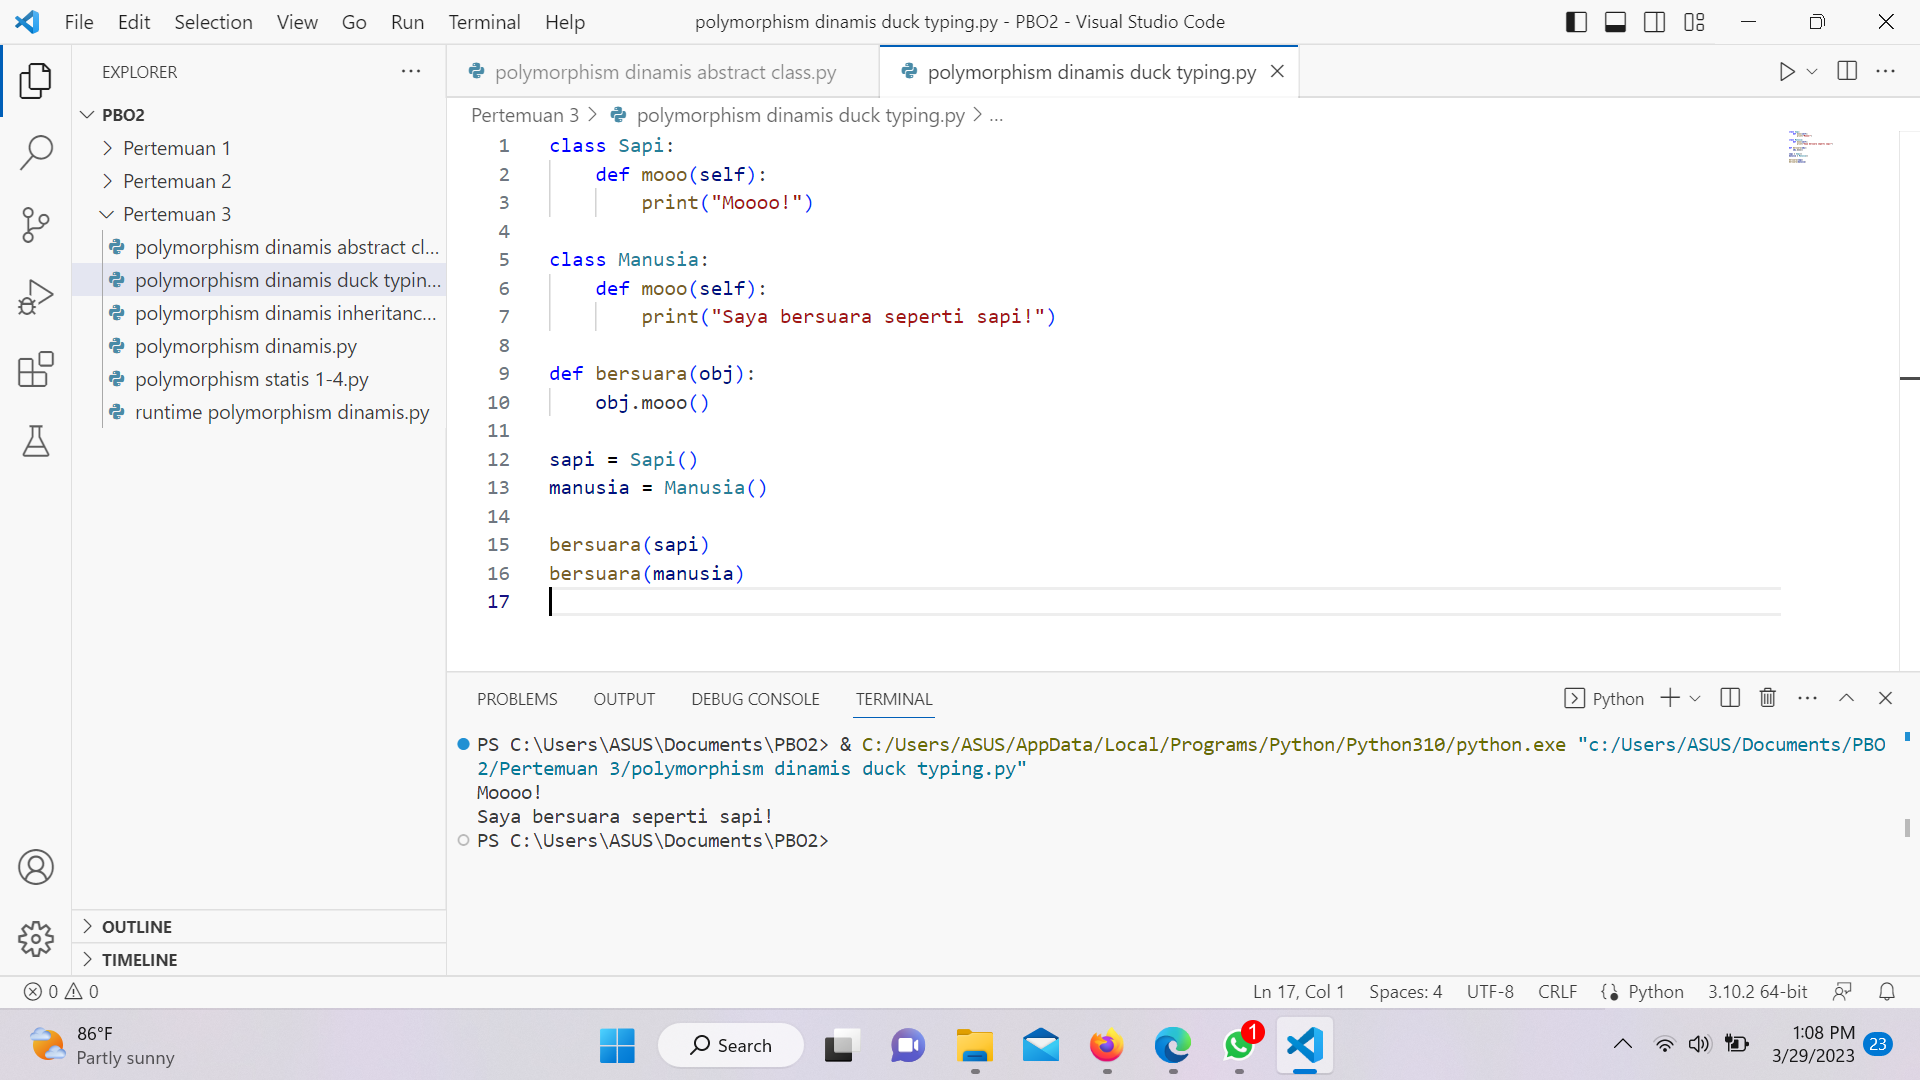 File Edit Selection View Go Run Terminal Help
polymorphism dinamis duck typing.py - PBO2 - Visual Studio Code
EXPLORER
PBO2
Pertemuan 1
Pertemuan 2
Pertemuan 3
polymorphism dinamis abstract cl...
polymorphism dinamis duck typin...
polymorphism dinamis inheritanc...
polymorphism dinamis.py
polymorphism statis 1-4.py
runtime polymorphism dinamis.py
OUTLINE
TIMELINE
polymorphism dinamis abstract class.py
polymorphism dinamis duck typing.py
Pertemuan 3 > polymorphism dinamis duck typing.py > ...
1 class Sapi:
2     def mooo(self):
3         print("Moooo!")
4
5 class Manusia:
6     def mooo(self):
7         print("Saya bersuara seperti sapi!")
8
9 def bersuara(obj):
10     obj.mooo()
11
12 sapi = Sapi()
13 manusia = Manusia()
14
15 bersuara(sapi)
16 bersuara(manusia)
17
PROBLEMS OUTPUT DEBUG CONSOLE TERMINAL
Python
PS C:\Users\ASUS\Documents\PBO2> & C:/Users/ASUS/AppData/Local/Programs/Python/Python310/python.exe "c:/Users/ASUS/Documents/PBO
2/Pertemuan 3/polymorphism dinamis duck typing.py"
Moooo!
Saya bersuara seperti sapi!
PS C:\Users\ASUS\Documents\PBO2>
0 0
Ln 17, Col 1 Spaces: 4 UTF-8 CRLF Python 3.10.2 64-bit
86°F
Partly sunny
Search
1
1:08 PM
3/29/2023
23